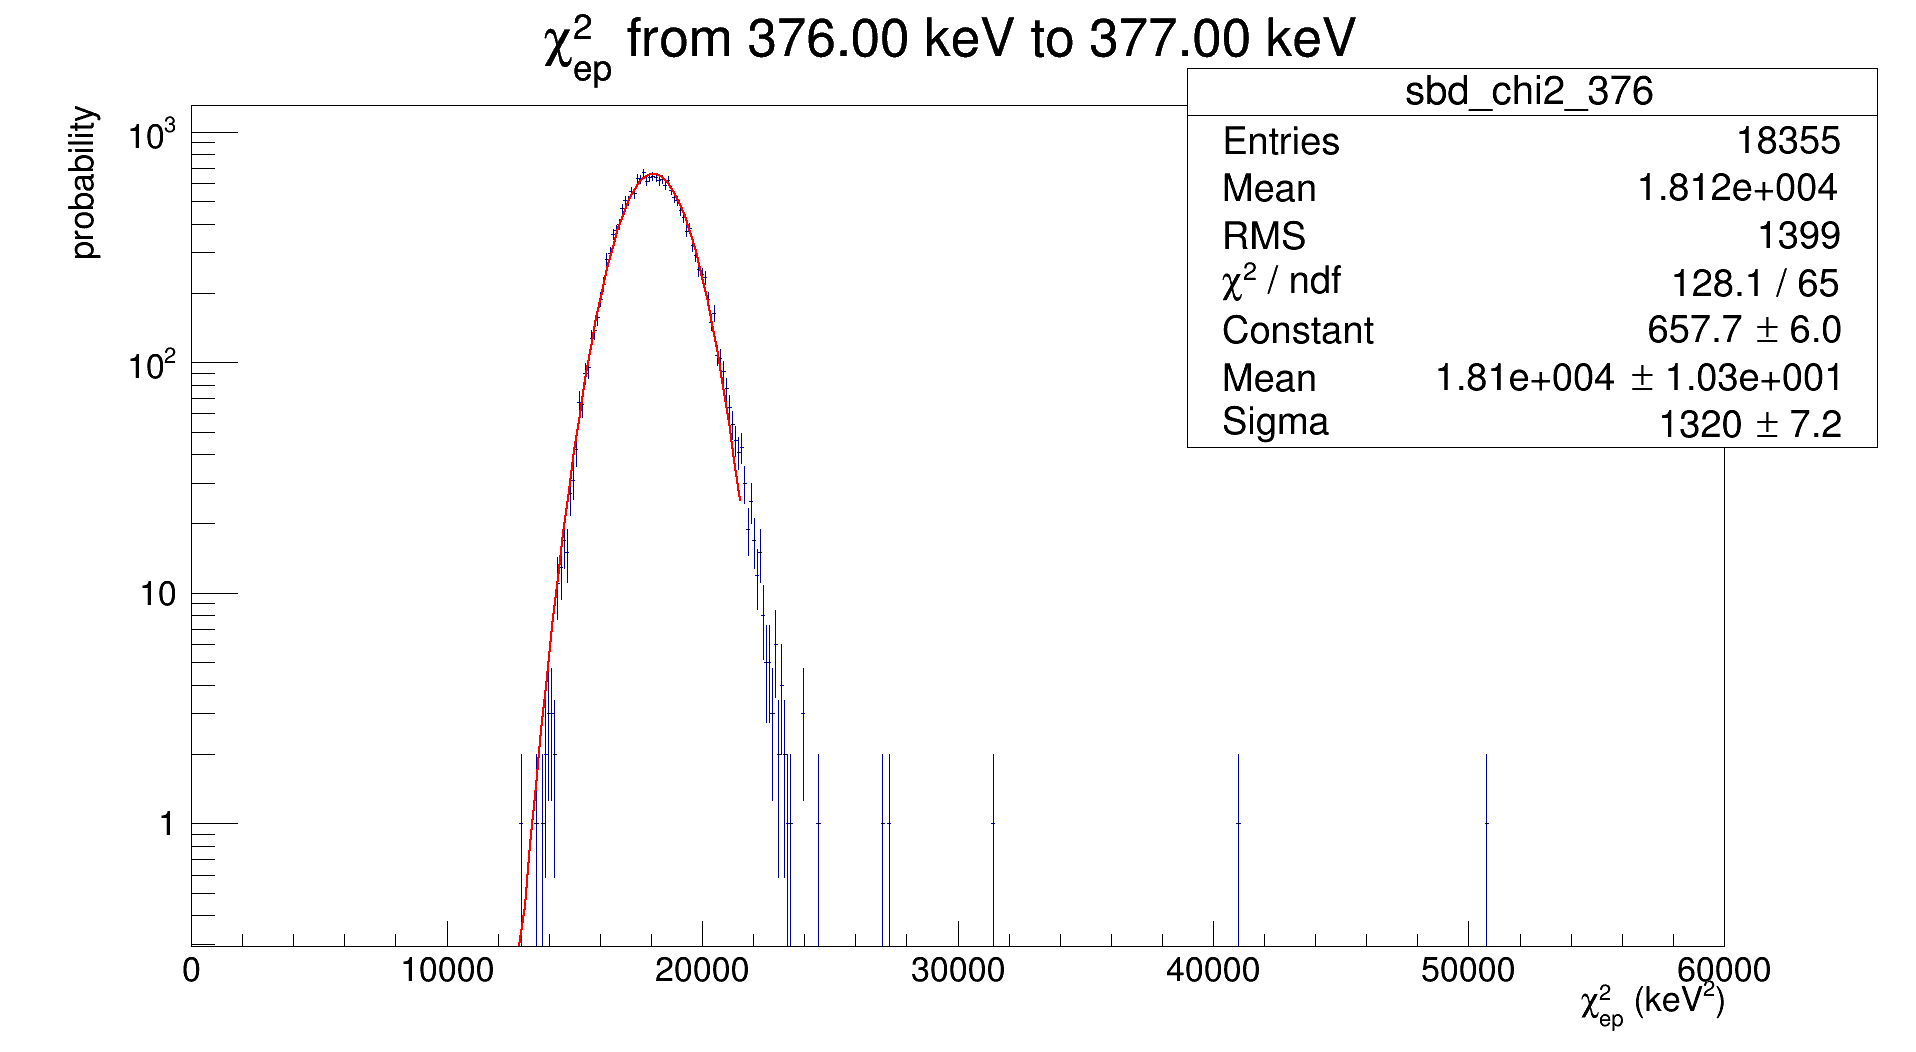 χ²ep from 376.00 keV to 377.00 keV
sbd_chi2_376
Entries 18355
Mean 1.812e+004
RMS 1399
χ² / ndf 128.1 / 65
Constant 657.7 ± 6.0
Mean 1.81e+004 ± 1.03e+001
Sigma 1320 ± 7.2
probability
10³
10²
10
1
0 10000 20000 30000 40000 50000 60000
χ²ep (keV²)